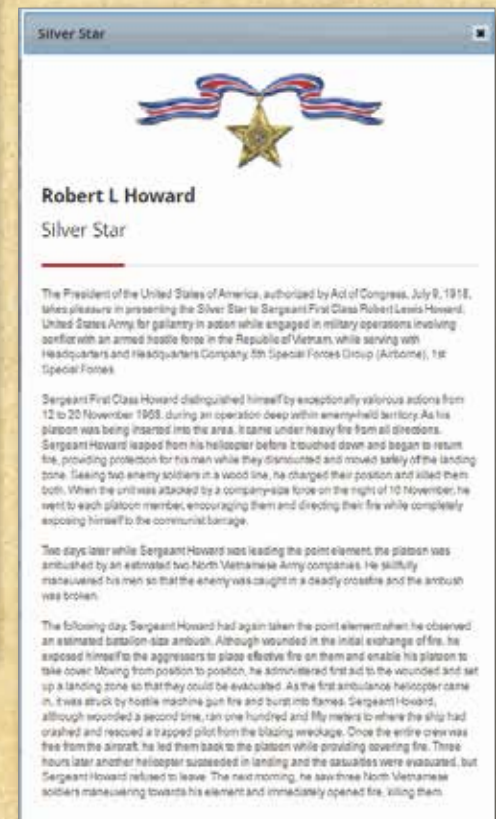 Silver Star
Robert L Howard
Silver Star
The President of the United States of America, authorized by Act of Congress, July 9, 1918,
takes pleasure in presenting the Silver Star to Sergeant First Class Robert Lewis Howard,
United States Army, for gallantry in action while engaged in military operations involving
conflict with an armed hostile force in the Republic of Vietnam, while serving with
Headquarters and Headquarters Company, 5th Special Forces Group (Airborne), 1st
Special Forces.
Sergeant First Class Howard distinguished himself by exceptionally valorous actions from
12 to 20 November 1968, during an operation deep within enemy-held territory. As his
platoon was being inserted into the area, it came under heavy fire from all directions.
Sergeant Howard leaped from his helicopter before it touched down and began to return
fire, providing protection for his men while they dismounted and moved safely of the landing
zone. Seeing two enemy soldiers in a wood line, he charged their position and killed them
both. When the unit was attacked by a company-size force on the night of 10 November, he
went to each platoon member, encouraging them and directing their fire while completely
exposing himself to the communist barrage.
Two days later while Sergeant Howard was leading the point element, the platoon was
ambushed by an estimated two North Vietnamese Army companies. He skillfully
maneuvered his men so that the enemy was caught in a deadly crossfire and the ambush
was broken.
The following day, Sergeant Howard had again taken the point element when he observed
an estimated battalion-size ambush. Although wounded in the initial exchange of fire, he
exposed himself to the aggressors to place effective fire on them and enable his platoon to
take cover. Moving from position to position, he administered first aid to the wounded and set
up a landing zone so that they could be evacuated. As the first ambulance helicopter came
in, it was struck by hostile machine gun fire and burst into flames. Sergeant Howard,
although wounded a second time, ran one hundred and fifty meters to where the ship had
crashed and rescued a trapped pilot from the blazing wreckage. Once the entire crew was
free from the aircraft, he led them back to the platoon while providing covering fire. Three
hours later another helicopter succeeded in landing and the casualties were evacuated, but
Sergeant Howard refused to leave. The next morning, he saw three North Vietnamese
soldiers maneuvering towards his element and immediately opened fire, killing them.